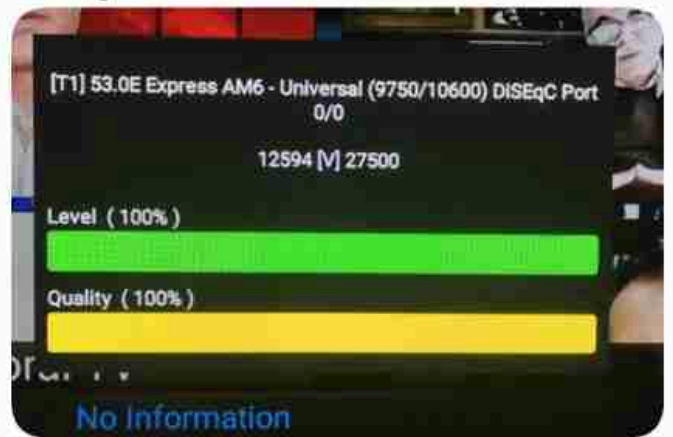 [T1] 53.0E Express AM6 - Universal (9750/10600) DiSEqC Port
0/0
12594 [V] 27500
Level ( 100% )
Quality ( 100% )
No Information